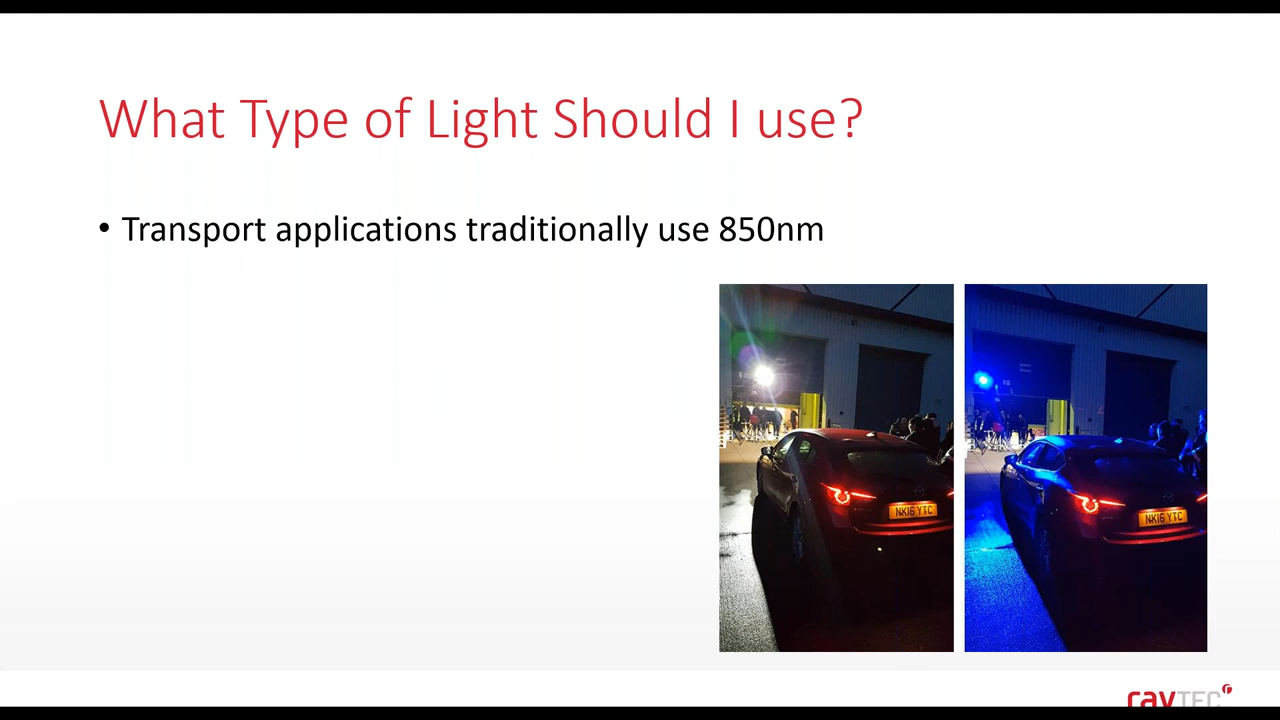 What Type of Light Should I use?
• Transport applications traditionally use 850nm
NK16 YTC
NK16 YTC
rayTEC